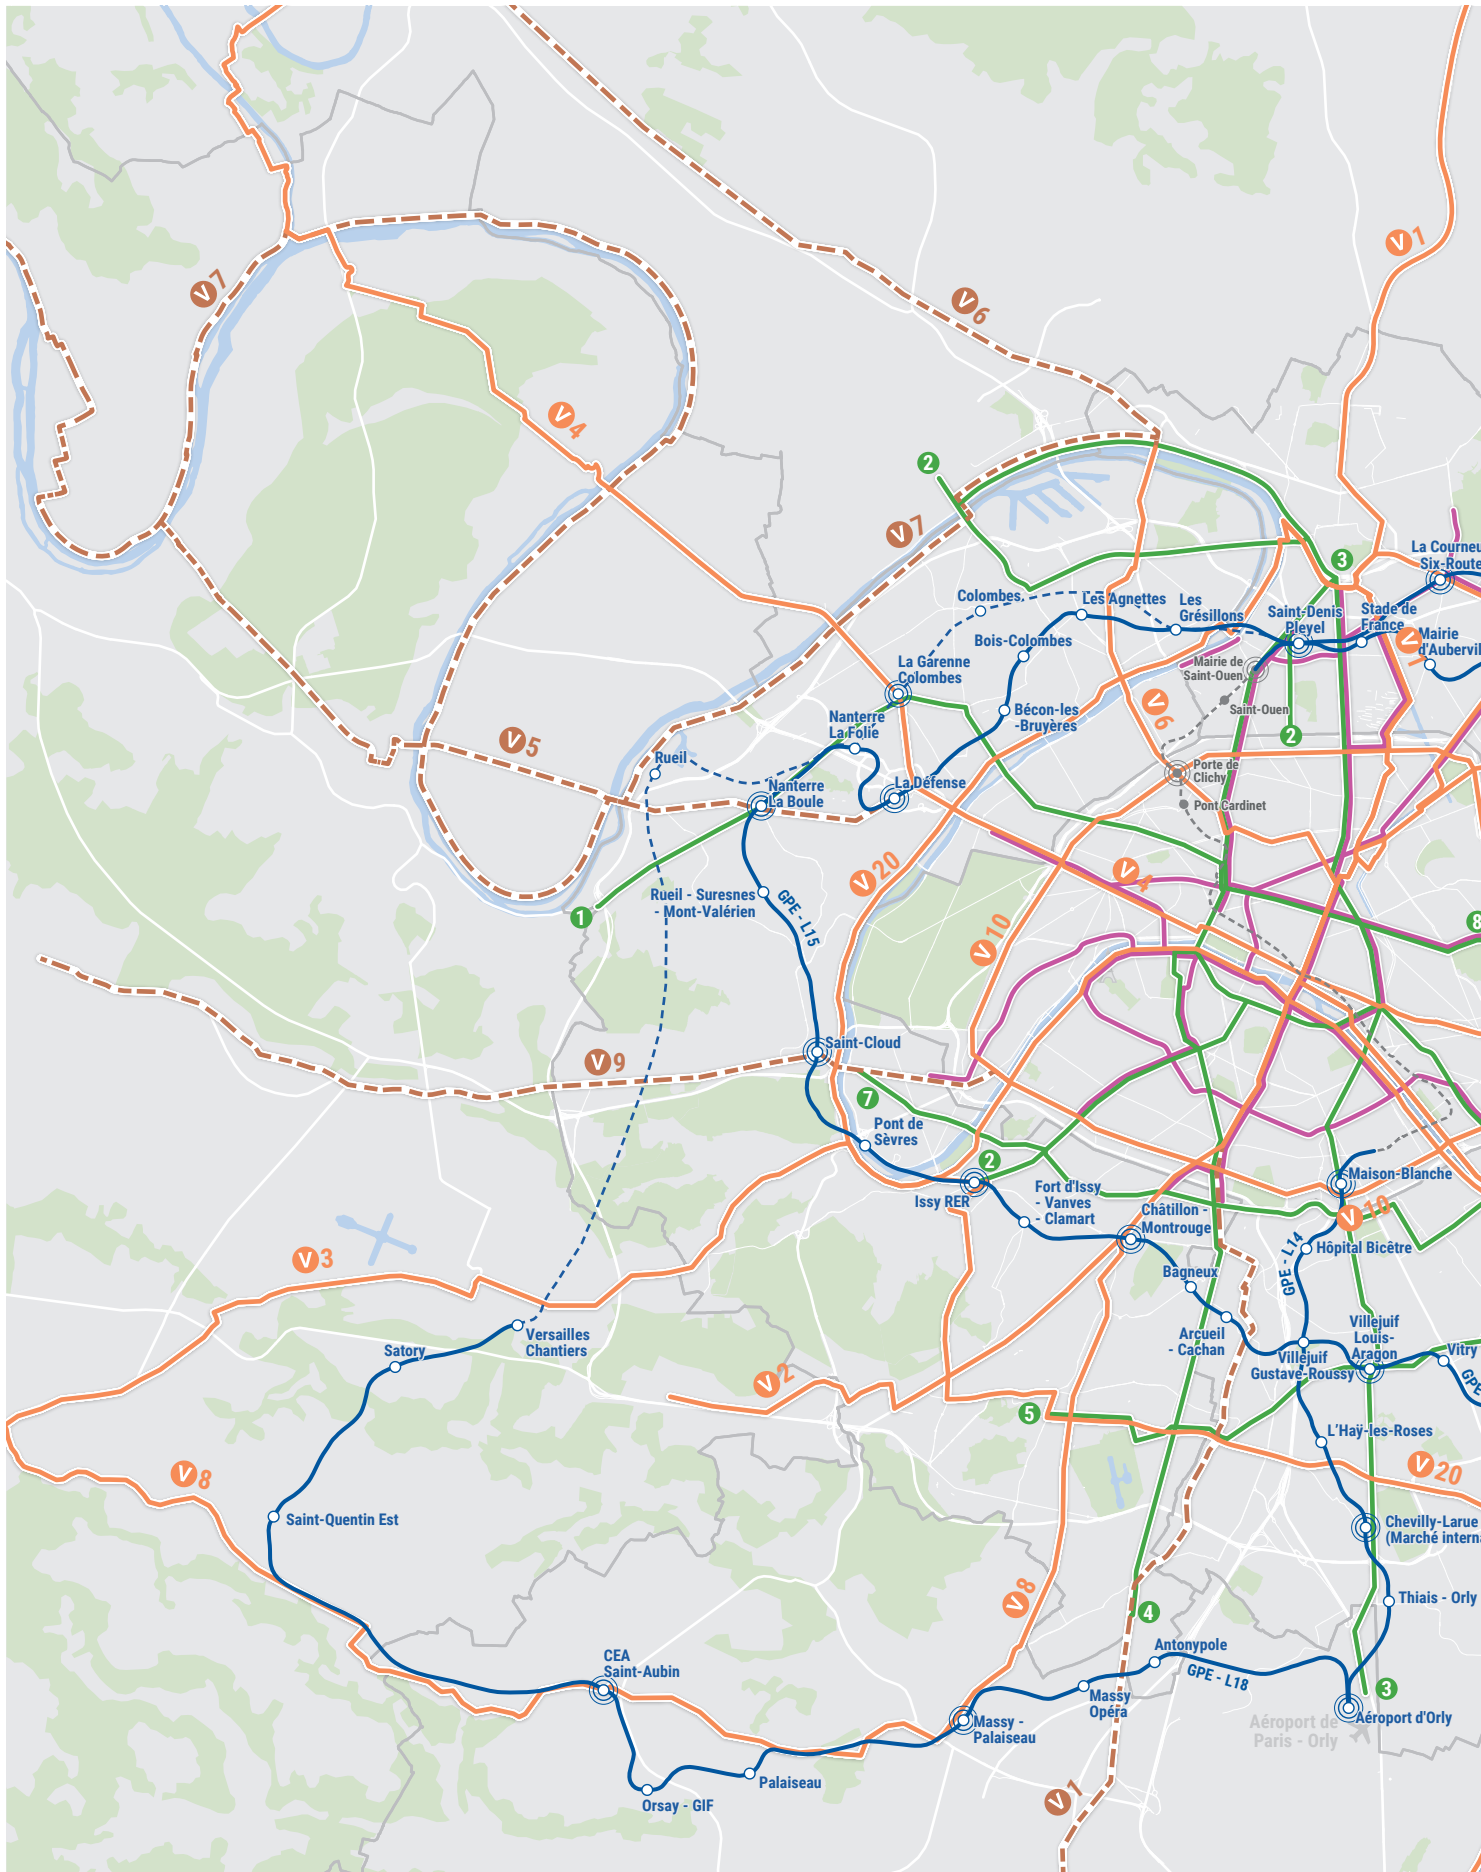 V1
V7
V6
V4
2
V7
3
La Courneu
Six-Route
Colombes
Les Agnettes
Les
Grésillons
Saint-Denis
Pleyel
Stade de
France
V1
Mairie
d'Aubervil
Bois-Colombes
La Garenne
Colombes
Mairie de
Saint-Ouen
Saint-Ouen
V6
Bécon-les
-Bruyères
Nanterre
La Folie
2
V5
Rueil
Nanterre
La Boule
La Défense
Porte de
Clichy
Pont Cardinet
V20
V4
Rueil - Suresnes
- Mont-Valérien
GPE - L15
1
V10
8
Saint-Cloud
V9
7
Pont de
Sèvres
2
Issy RER
Fort d'Issy
- Vanves
- Clamart
Châtillon -
Montrouge
Maison-Blanche
V10
Hôpital Bicêtre
GPE - L14
V3
Bagneux
Versailles
Chantiers
Satory
Arcueil
- Cachan
Villejuif
Louis-
Aragon
Villejuif
Gustave-Roussy
Vitry
GPE
V2
5
L'Haÿ-les-Roses
V20
V8
Saint-Quentin Est
Chevilly-Larue
(Marché interna
V8
4
Thiais - Orly
CEA
Saint-Aubin
Antonypole
GPE - L18
Massy
Opéra
3
Aéroport d'Orly
Aéroport de
Paris - Orly
Massy -
Palaiseau
Palaiseau
Orsay - GIF
V1